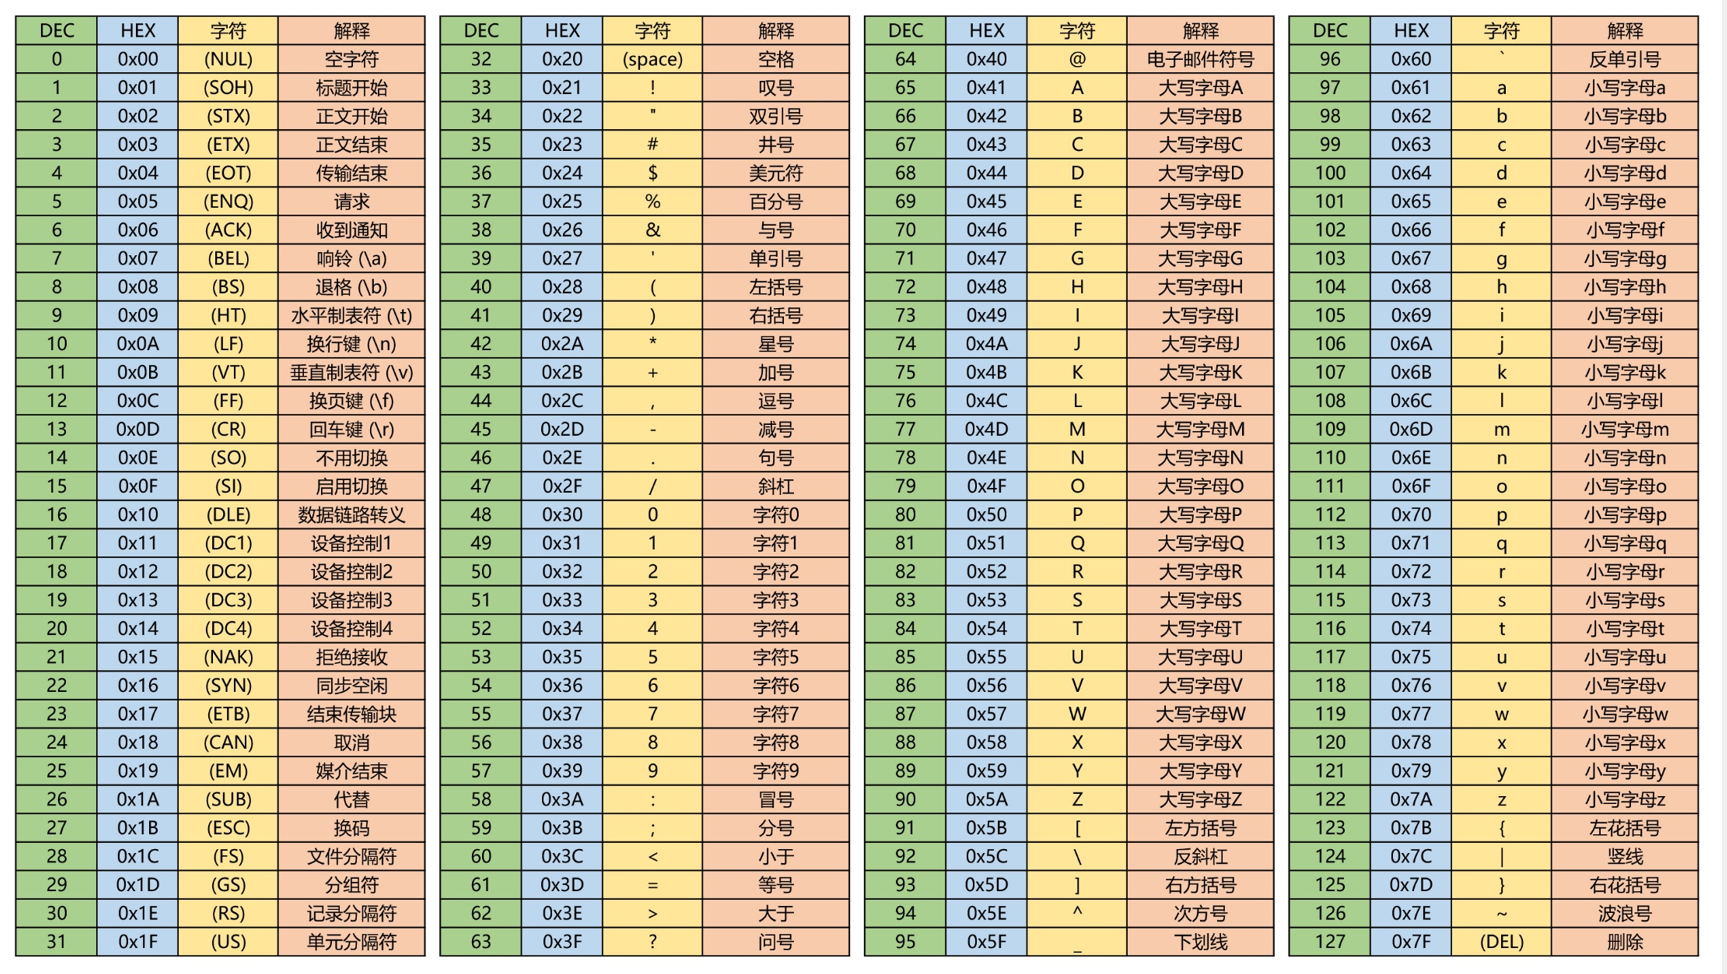 DEC HEX 字符 解释 DEC HEX 字符 解释 DEC HEX 字符 解释 DEC HEX 字符 解释
0 0x00 (NUL) 空字符 32 0x20 (space) 空格 64 0x40 @ 电子邮件符号 96 0x60 ` 反单引号
1 0x01 (SOH) 标题开始 33 0x21 ! 叹号 65 0x41 A 大写字母A 97 0x61 a 小写字母a
2 0x02 (STX) 正文开始 34 0x22 " 双引号 66 0x42 B 大写字母B 98 0x62 b 小写字母b
3 0x03 (ETX) 正文结束 35 0x23 # 井号 67 0x43 C 大写字母C 99 0x63 c 小写字母c
4 0x04 (EOT) 传输结束 36 0x24 $ 美元符 68 0x44 D 大写字母D 100 0x64 d 小写字母d
5 0x05 (ENQ) 请求 37 0x25 % 百分号 69 0x45 E 大写字母E 101 0x65 e 小写字母e
6 0x06 (ACK) 收到通知 38 0x26 & 与号 70 0x46 F 大写字母F 102 0x66 f 小写字母f
7 0x07 (BEL) 响铃 (\a) 39 0x27 ' 单引号 71 0x47 G 大写字母G 103 0x67 g 小写字母g
8 0x08 (BS) 退格 (\b) 40 0x28 ( 左括号 72 0x48 H 大写字母H 104 0x68 h 小写字母h
9 0x09 (HT) 水平制表符 (\t) 41 0x29 ) 右括号 73 0x49 I 大写字母I 105 0x69 i 小写字母i
10 0x0A (LF) 换行键 (\n) 42 0x2A * 星号 74 0x4A J 大写字母J 106 0x6A j 小写字母j
11 0x0B (VT) 垂直制表符 (\v) 43 0x2B + 加号 75 0x4B K 大写字母K 107 0x6B k 小写字母k
12 0x0C (FF) 换页键 (\f) 44 0x2C , 逗号 76 0x4C L 大写字母L 108 0x6C l 小写字母l
13 0x0D (CR) 回车键 (\r) 45 0x2D - 减号 77 0x4D M 大写字母M 109 0x6D m 小写字母m
14 0x0E (SO) 不用切换 46 0x2E . 句号 78 0x4E N 大写字母N 110 0x6E n 小写字母n
15 0x0F (SI) 启用切换 47 0x2F / 斜杠 79 0x4F O 大写字母O 111 0x6F o 小写字母o
16 0x10 (DLE) 数据链路转义 48 0x30 0 字符0 80 0x50 P 大写字母P 112 0x70 p 小写字母p
17 0x11 (DC1) 设备控制1 49 0x31 1 字符1 81 0x51 Q 大写字母Q 113 0x71 q 小写字母q
18 0x12 (DC2) 设备控制2 50 0x32 2 字符2 82 0x52 R 大写字母R 114 0x72 r 小写字母r
19 0x13 (DC3) 设备控制3 51 0x33 3 字符3 83 0x53 S 大写字母S 115 0x73 s 小写字母s
20 0x14 (DC4) 设备控制4 52 0x34 4 字符4 84 0x54 T 大写字母T 116 0x74 t 小写字母t
21 0x15 (NAK) 拒绝接收 53 0x35 5 字符5 85 0x55 U 大写字母U 117 0x75 u 小写字母u
22 0x16 (SYN) 同步空闲 54 0x36 6 字符6 86 0x56 V 大写字母V 118 0x76 v 小写字母v
23 0x17 (ETB) 结束传输块 55 0x37 7 字符7 87 0x57 W 大写字母W 119 0x77 w 小写字母w
24 0x18 (CAN) 取消 56 0x38 8 字符8 88 0x58 X 大写字母X 120 0x78 x 小写字母x
25 0x19 (EM) 媒介结束 57 0x39 9 字符9 89 0x59 Y 大写字母Y 121 0x79 y 小写字母y
26 0x1A (SUB) 代替 58 0x3A : 冒号 90 0x5A Z 大写字母Z 122 0x7A z 小写字母z
27 0x1B (ESC) 换码 59 0x3B ; 分号 91 0x5B [ 左方括号 123 0x7B { 左花括号
28 0x1C (FS) 文件分隔符 60 0x3C < 小于 92 0x5C \ 反斜杠 124 0x7C | 竖线
29 0x1D (GS) 分组符 61 0x3D = 等号 93 0x5D ] 右方括号 125 0x7D } 右花括号
30 0x1E (RS) 记录分隔符 62 0x3E > 大于 94 0x5E ^ 次方号 126 0x7E ~ 波浪号
31 0x1F (US) 单元分隔符 63 0x3F ? 问号 95 0x5F _ 下划线 127 0x7F (DEL) 删除